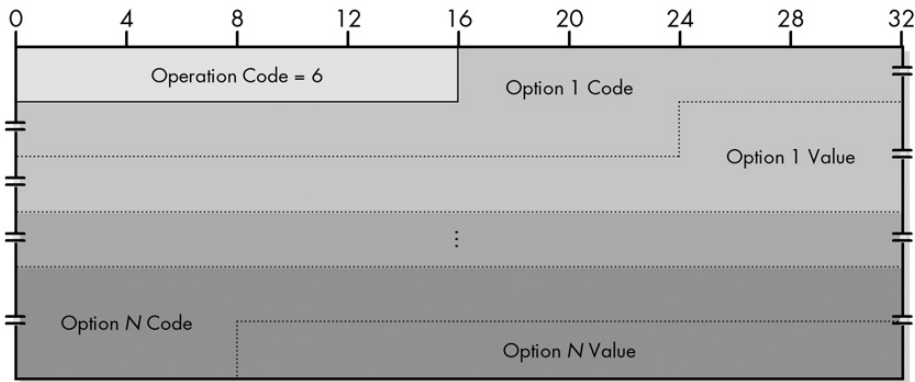 0 4 8 12 16 20 24 28 32
Operation Code = 6
Option 1 Code
Option 1 Value
⋮
Option N Code
Option N Value